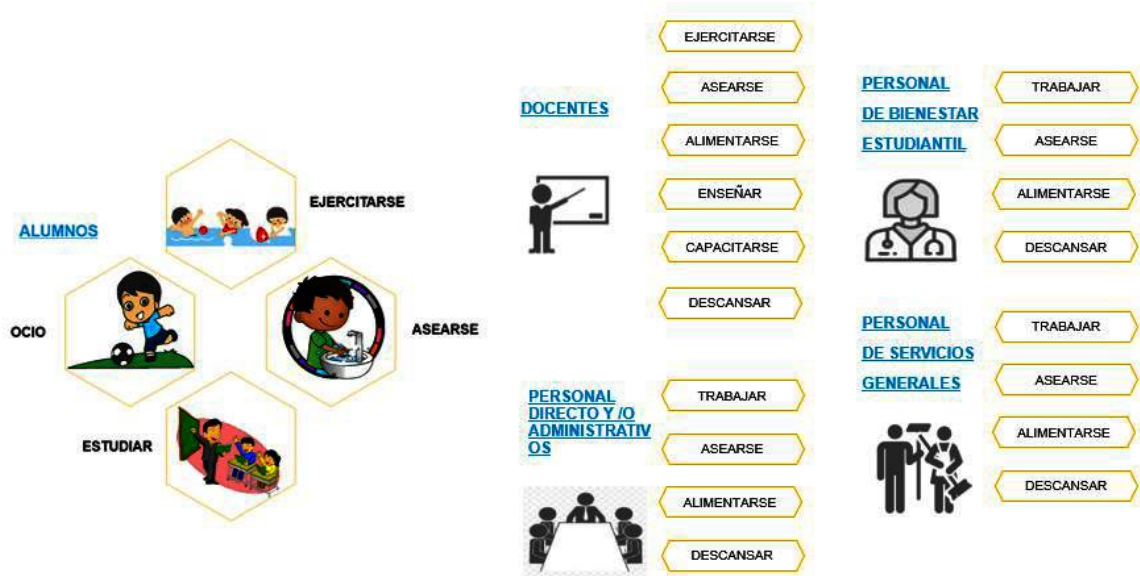 ALUMNOS
EJERCITARSE
OCIO
ASEARSE
ESTUDIAR
DOCENTES
EJERCITARSE
ASEARSE
ALIMENTARSE
ENSEÑAR
CAPACITARSE
DESCANSAR
PERSONAL
DIRECTO Y /O
ADMINISTRATIV
OS
TRABAJAR
ASEARSE
ALIMENTARSE
DESCANSAR
PERSONAL
DE BIENESTAR
ESTUDIANTIL
TRABAJAR
ASEARSE
ALIMENTARSE
DESCANSAR
PERSONAL
DE SERVICIOS
GENERALES
TRABAJAR
ASEARSE
ALIMENTARSE
DESCANSAR